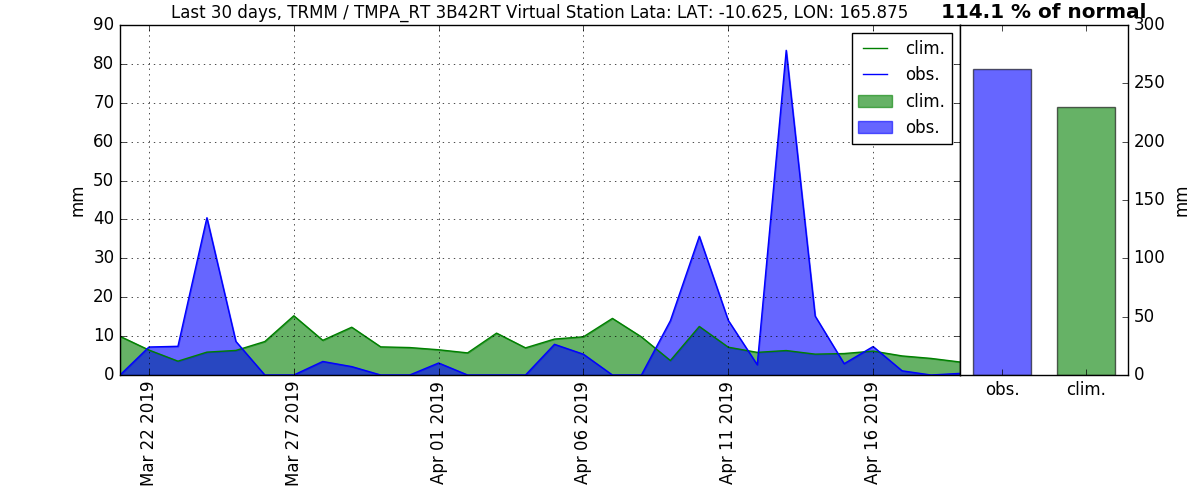 Last 30 days, TRMM / TMPA_RT 3B42RT Virtual Station Lata: LAT: -10.625, LON: 165.875
114.1 % of normal
90
80
70
60
50
40
30
20
10
0
mm
clim.
obs.
clim.
obs.
Mar 22 2019
Mar 27 2019
Apr 01 2019
Apr 06 2019
Apr 11 2019
Apr 16 2019
300
250
200
150
100
50
0
mm
obs.
clim.